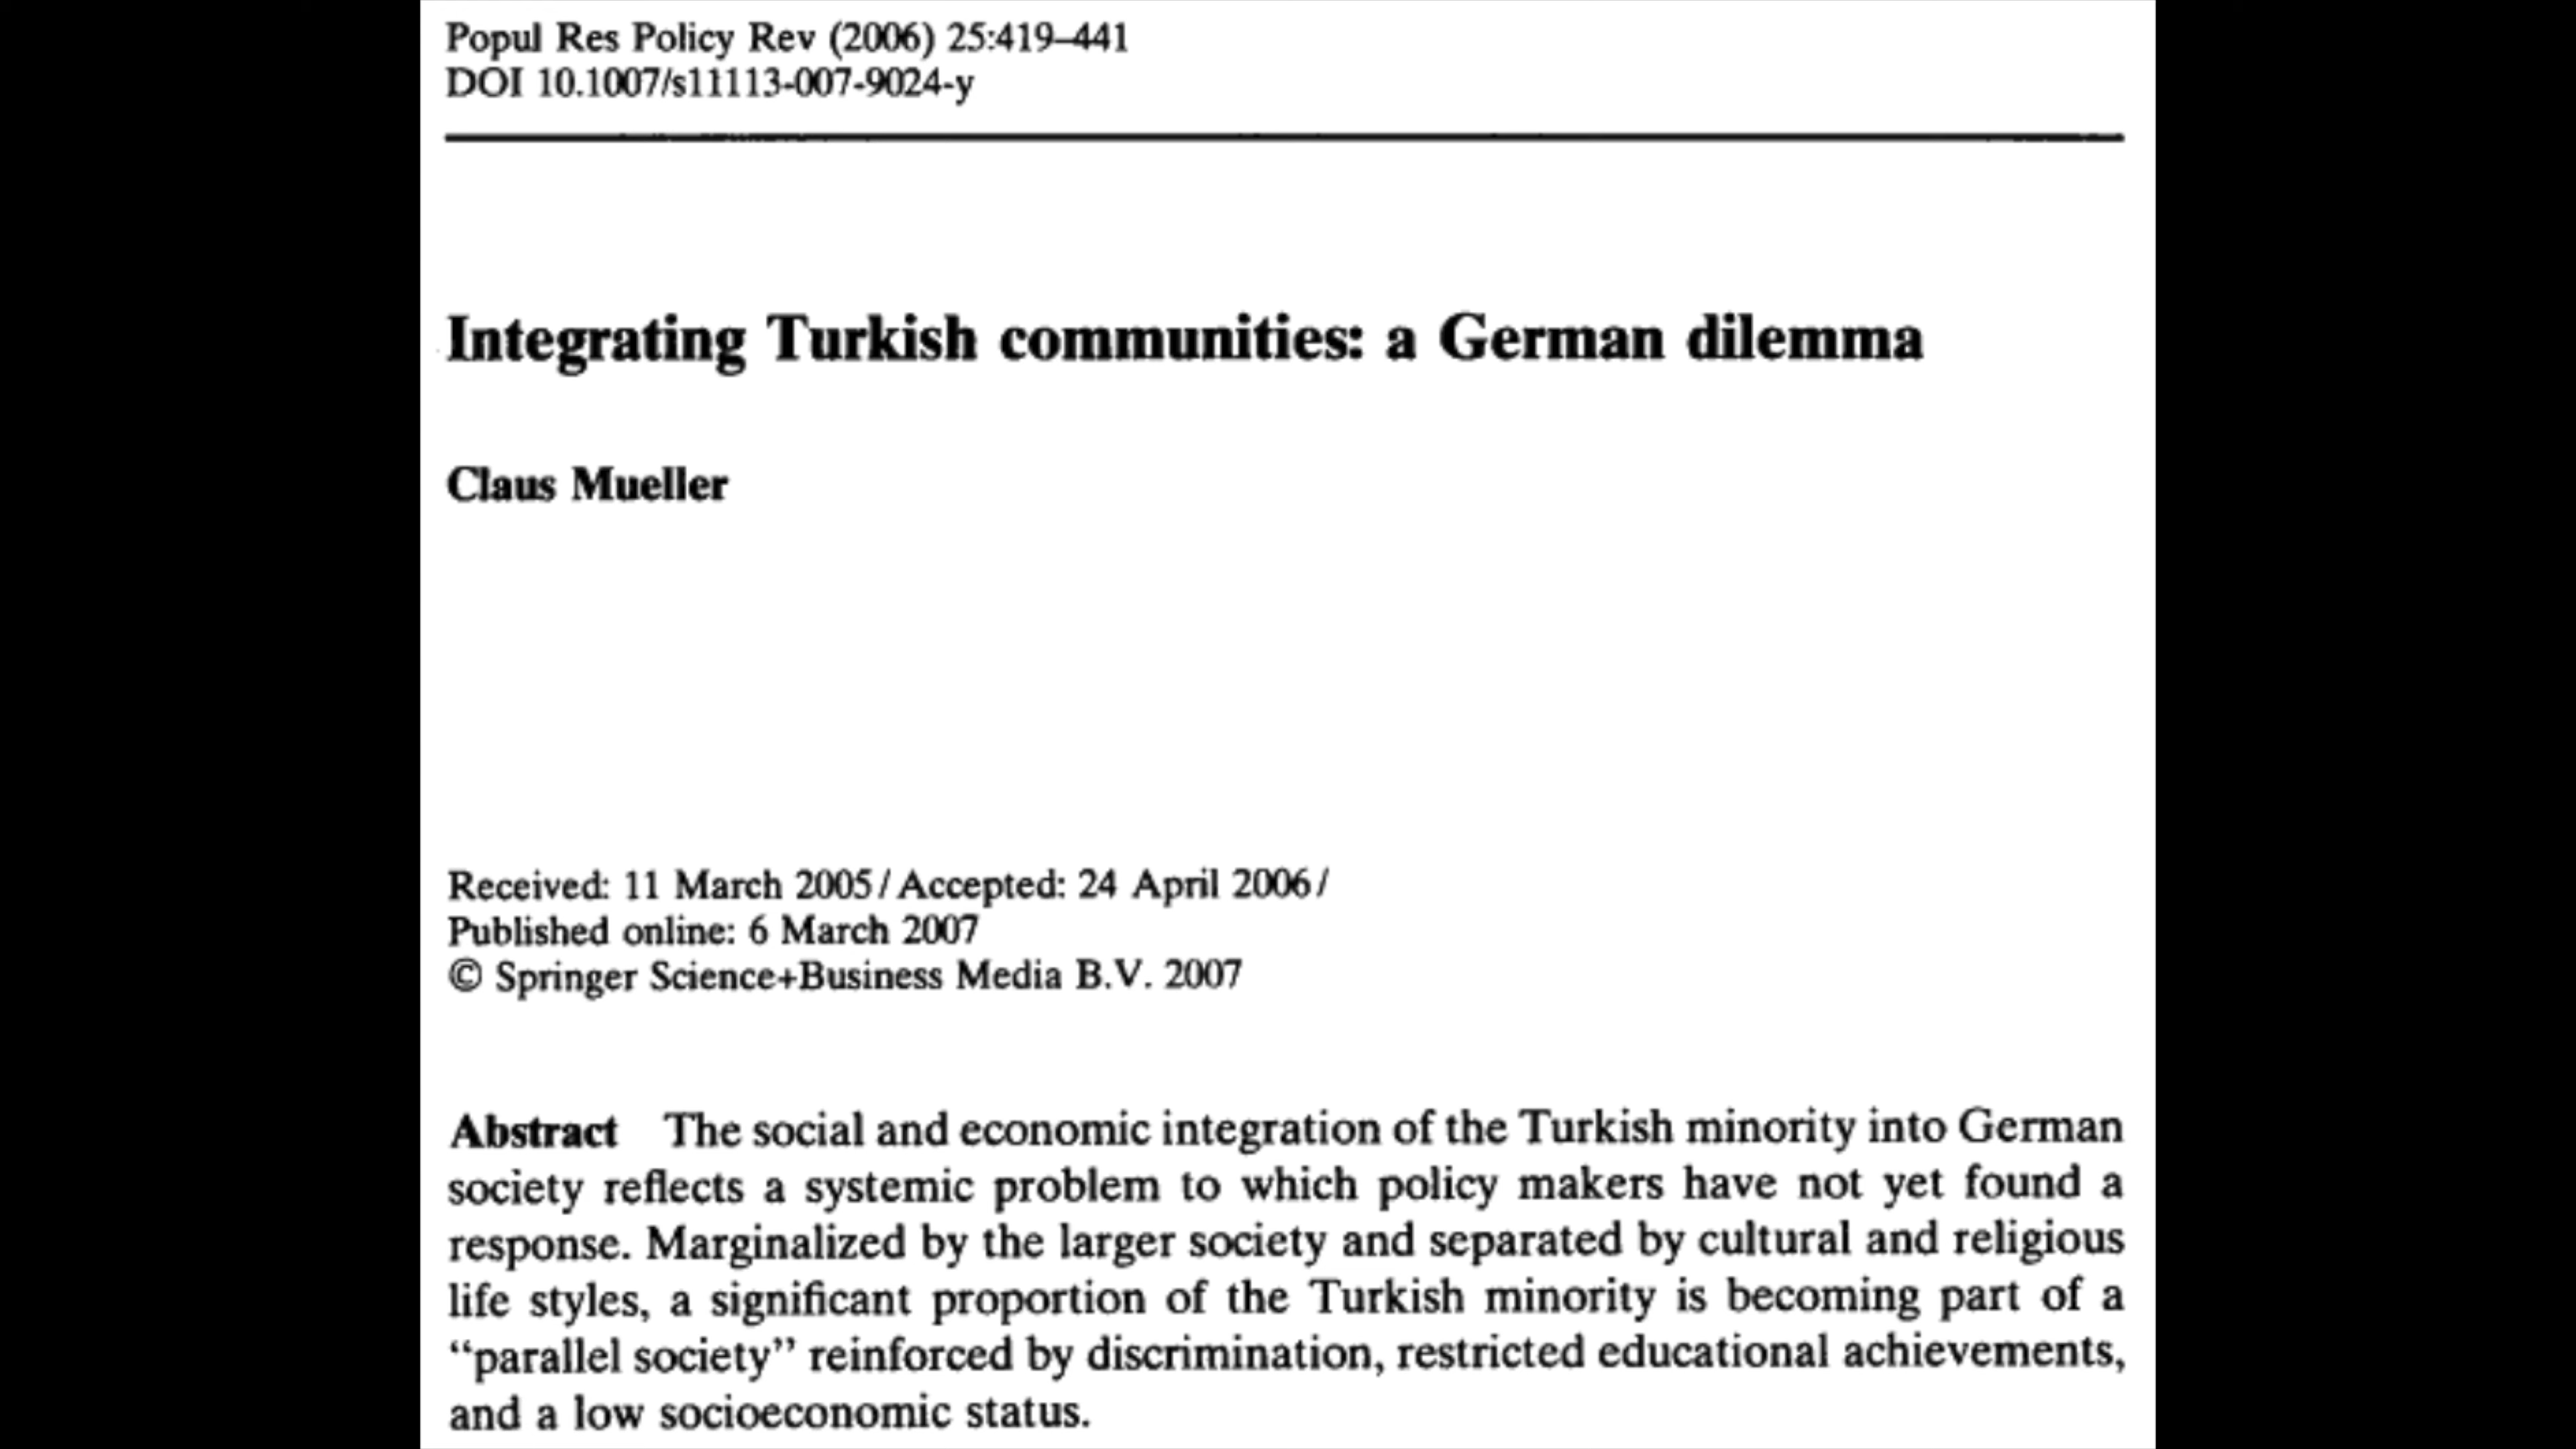 Popul Res Policy Rev (2006) 25:419–441
DOI 10.1007/s11113-007-9024-y
Integrating Turkish communities: a German dilemma
Claus Mueller
Received: 11 March 2005 / Accepted: 24 April 2006 /
Published online: 6 March 2007
© Springer Science+Business Media B.V. 2007
Abstract The social and economic integration of the Turkish minority into German
society reflects a systemic problem to which policy makers have not yet found a
response. Marginalized by the larger society and separated by cultural and religious
life styles, a significant proportion of the Turkish minority is becoming part of a
“parallel society” reinforced by discrimination, restricted educational achievements,
and a low socioeconomic status.